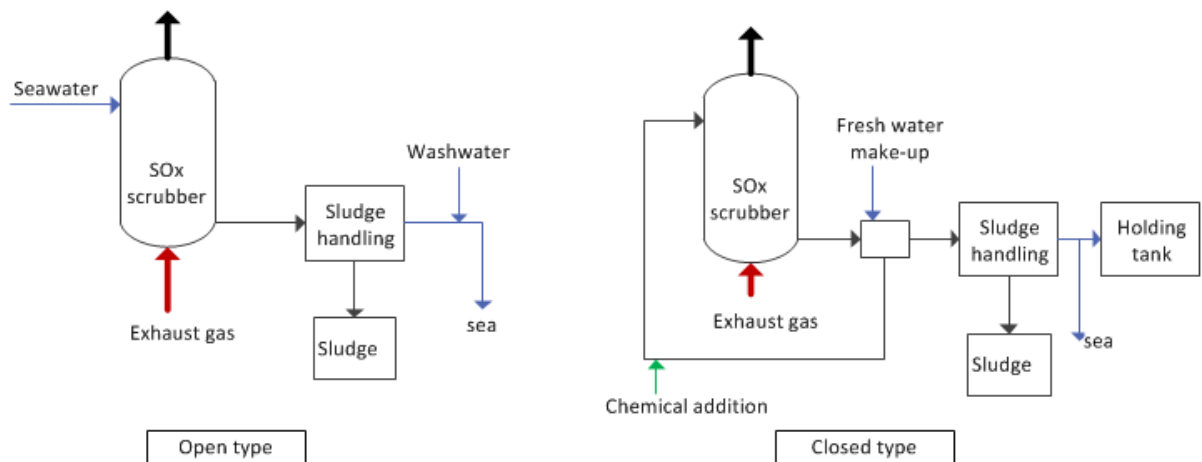 Seawater
SOx
scrubber
Washwater
Sludge
handling
Exhaust gas
Sludge
sea
Open type
Fresh water
make-up
SOx
scrubber
Sludge
handling
Holding
tank
Exhaust gas
Sludge
sea
Chemical addition
Closed type